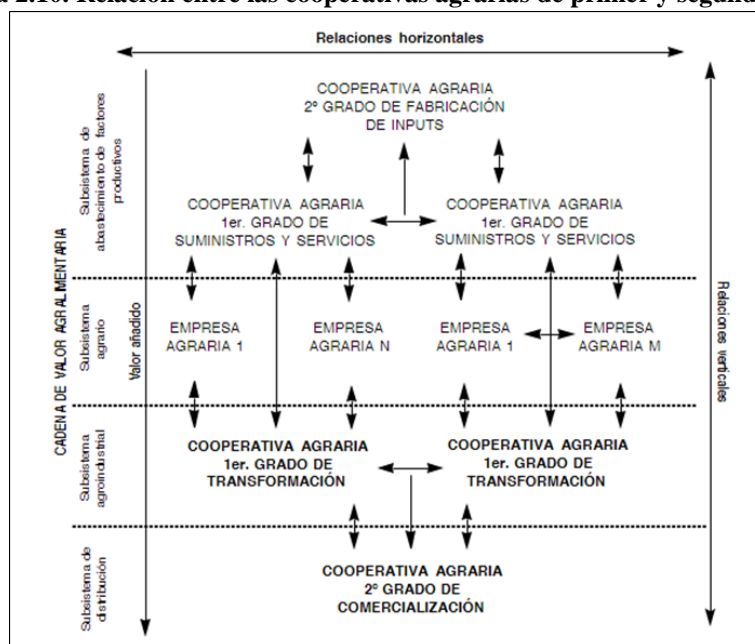 2.10. Relación entre las cooperativas agrarias de primer y segund
Relaciones horizontales
COOPERATIVA AGRARIA
2º GRADO DE FABRICACIÓN
DE INPUTS
Subsistema de
abastecimiento de factores
productivos
COOPERATIVA AGRARIA
1er. GRADO DE
SUMINISTROS Y SERVICIOS
COOPERATIVA AGRARIA
1er. GRADO DE
SUMINISTROS Y SERVICIOS
CADENA DE VALOR AGRALIMENTARIA
Subsistema
agrario
Valor añadido
EMPRESA
AGRARIA 1
EMPRESA
AGRARIA N
EMPRESA
AGRARIA 1
EMPRESA
AGRARIA M
Relaciones verticales
Subsistema
agroindustrial
COOPERATIVA AGRARIA
1er. GRADO DE
TRANSFORMACIÓN
COOPERATIVA AGRARIA
1er. GRADO DE
TRANSFORMACIÓN
Subsistema de
distribución
COOPERATIVA AGRARIA
2º GRADO DE
COMERCIALIZACIÓN